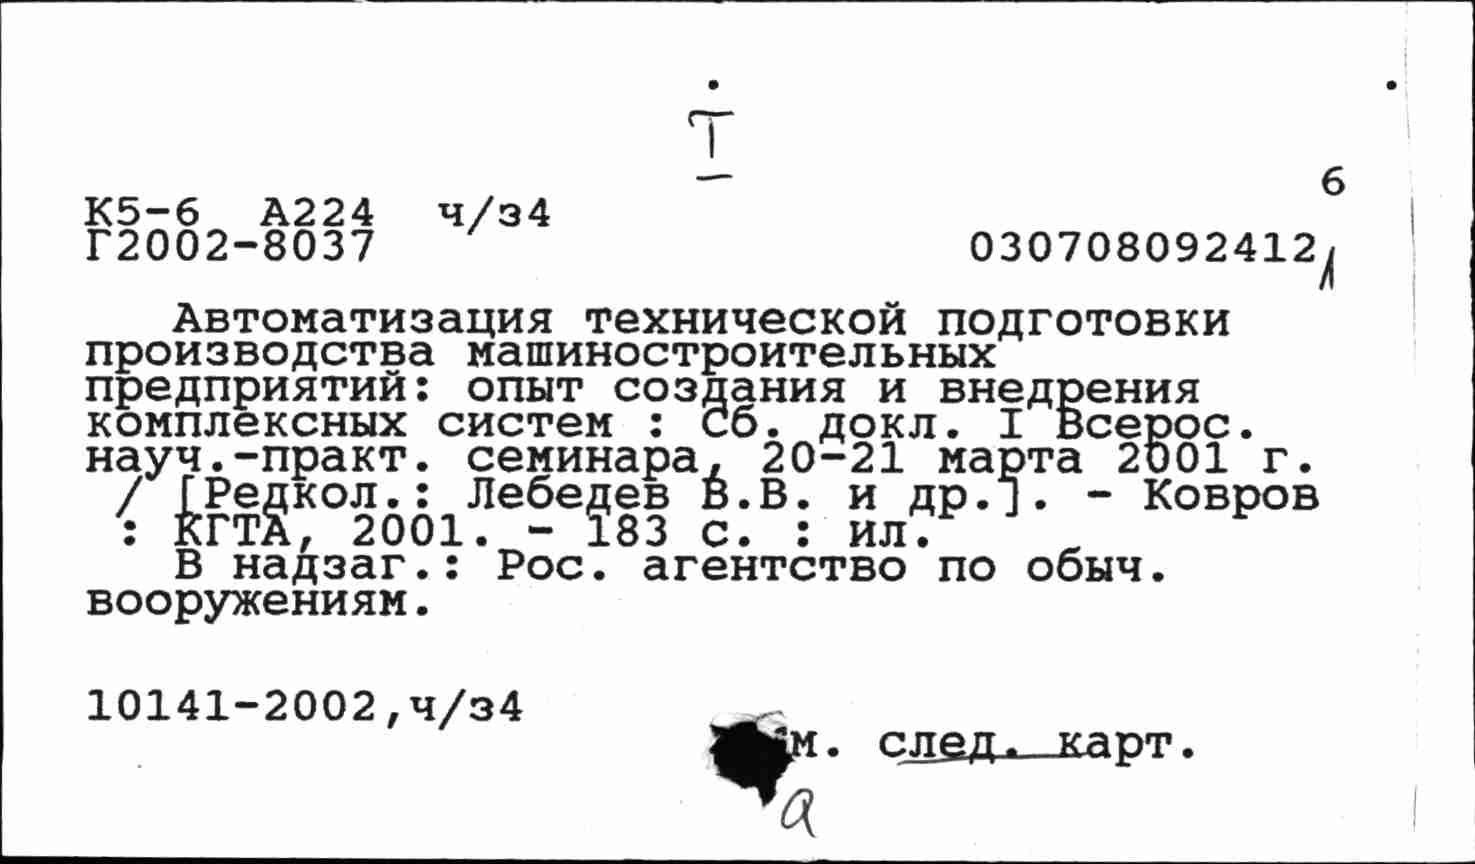 Т
6
К5-6 А224 ч/з4
Г2002-8037 030708092412
Автоматизация технической подготовки
производства машиностроительных
предприятий: опыт создания и внедрения
комплексных систем : Сб. докл. I Всерос.
науч.-практ. семинара, 20-21 марта 2001 г.
/ [Редкол.: Лебедев В.В. и др.]. - Ковров
: КГТА, 2001. - 183 с. : ил.
В надзаг.: Рос. агентство по обыч.
вооружениям.
10141-2002,ч/з4
м. след. карт.
а